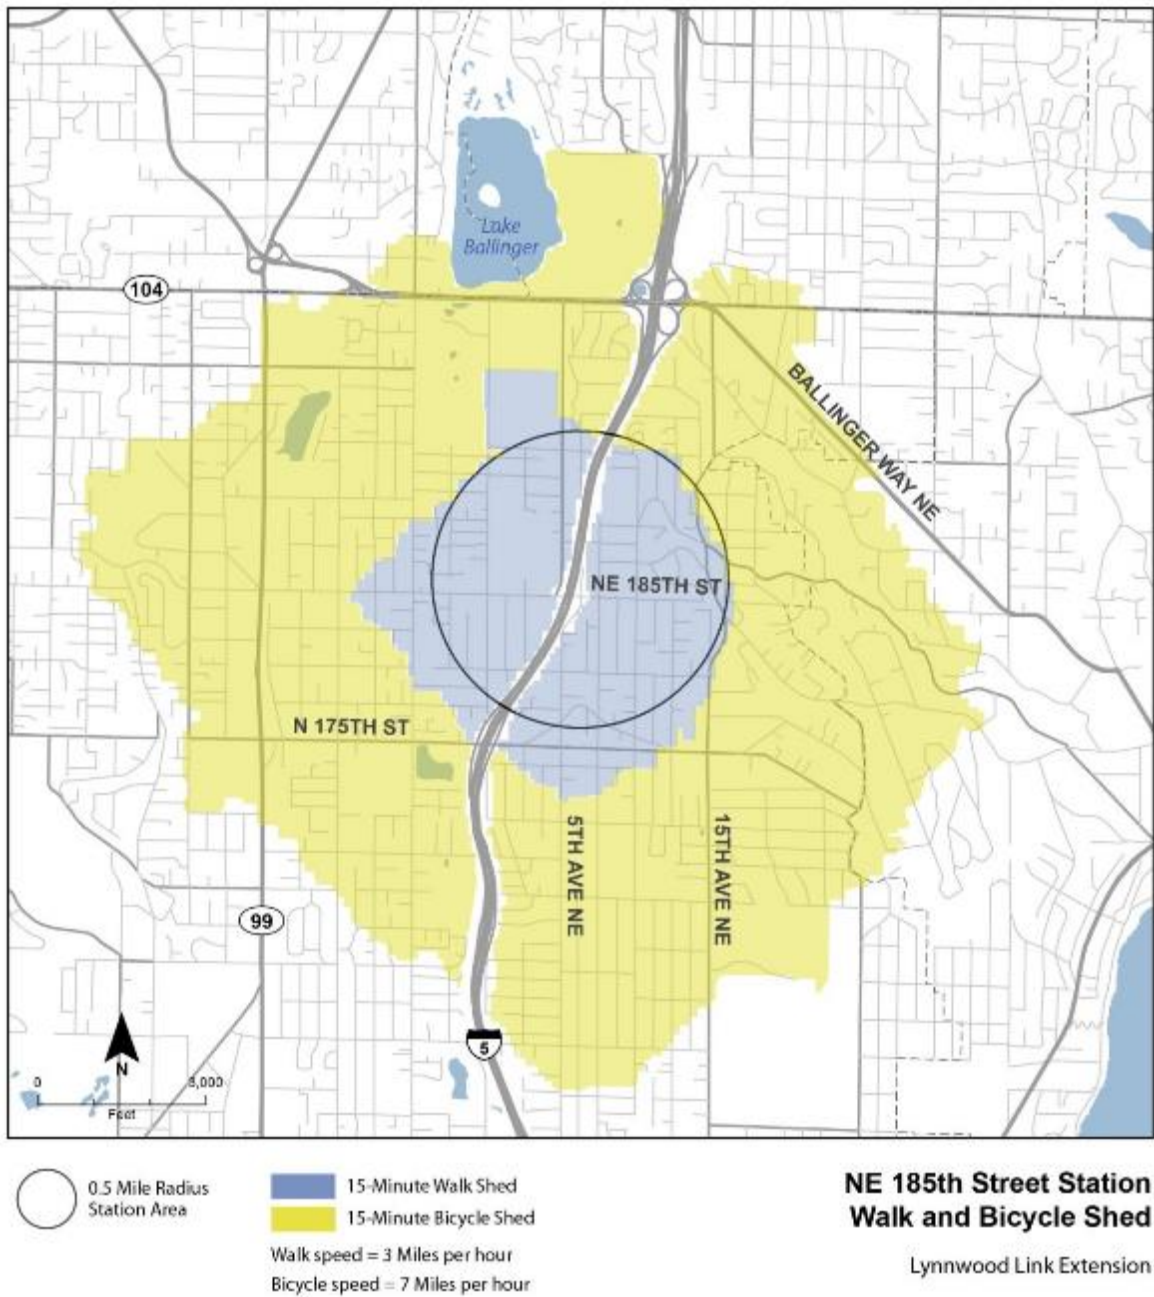 Lake
Ballinger
104
BALLINGER WAY NE
NE 185TH ST
N 175TH ST
5TH AVE NE
15TH AVE NE
99
5
N
0
3,000
Feet
0.5 Mile Radius
Station Area
15-Minute Walk Shed
15-Minute Bicycle Shed
Walk speed = 3 Miles per hour
Bicycle speed = 7 Miles per hour
NE 185th Street Station
Walk and Bicycle Shed
Lynnwood Link Extension